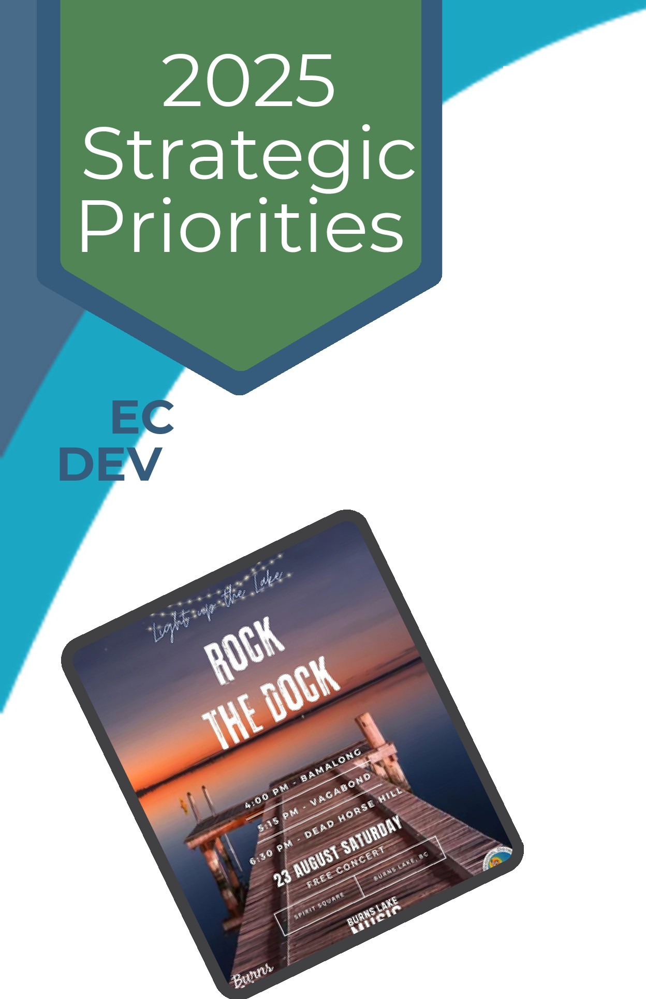 2025
Strategic
Priorities
EC
DEV
Light up the Lake
ROCK
THE DOCK
4:00 PM - BAMALONG
5:15 PM - VAGABOND
6:30 PM - DEAD HORSE HILL
23 AUGUST SATURDAY
FREE CONCERT
SPIRIT SQUARE
BURNS LAKE, BC
BURNS LAKE
MUSIC
Burns